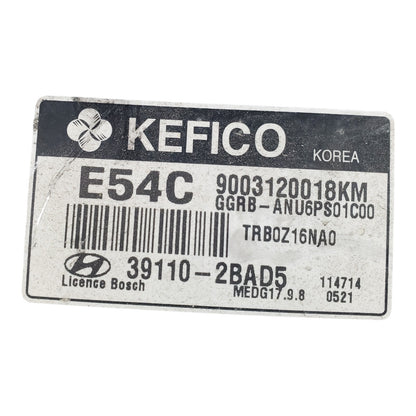 KEFICO
KOREA
E54C 9003120018KM
GGRB-ANU6PS01C00
TRB0Z16NA0
39110-2BAD5 114714
Licence Bosch MEDG17.9.8 0521